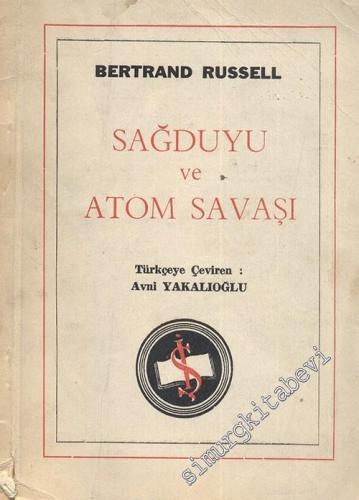 BERTRAND RUSSELL
SAĞDUYU
ve
ATOM SAVAŞI
Türkçeye Çeviren :
Avni YAKALIOĞLU
simurgkitabevi